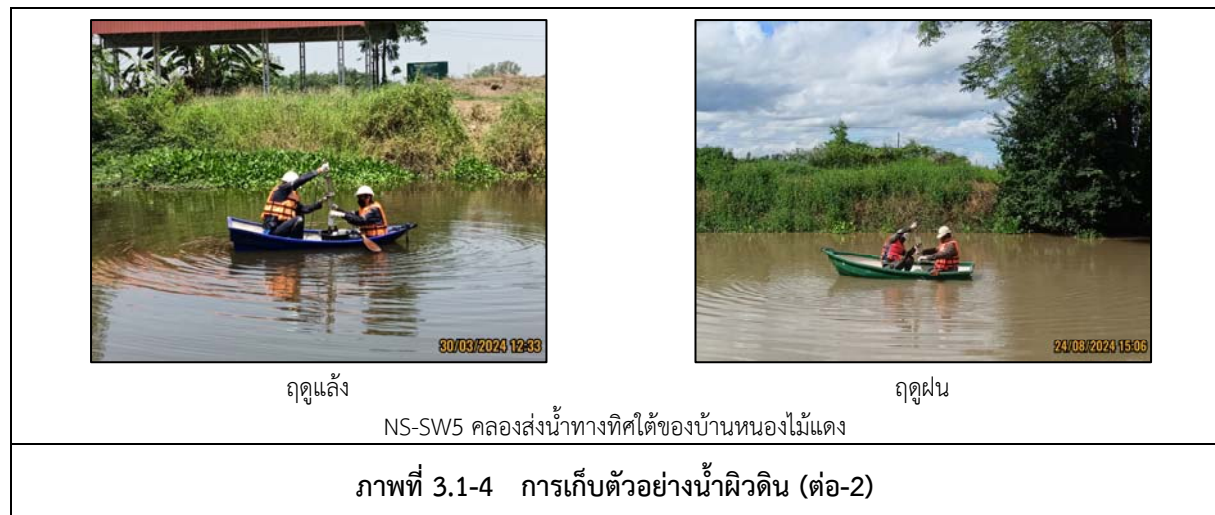 30/03/2024 12:33
24/08/2024 15:06
ฤดูแล้ง
ฤดูฝน
NS-SW5 คลองส่งน้ำทางทิศใต้ของบ้านหนองไม้แดง
ภาพที่ 3.1-4 การเก็บตัวอย่างน้ำผิวดิน (ต่อ-2)